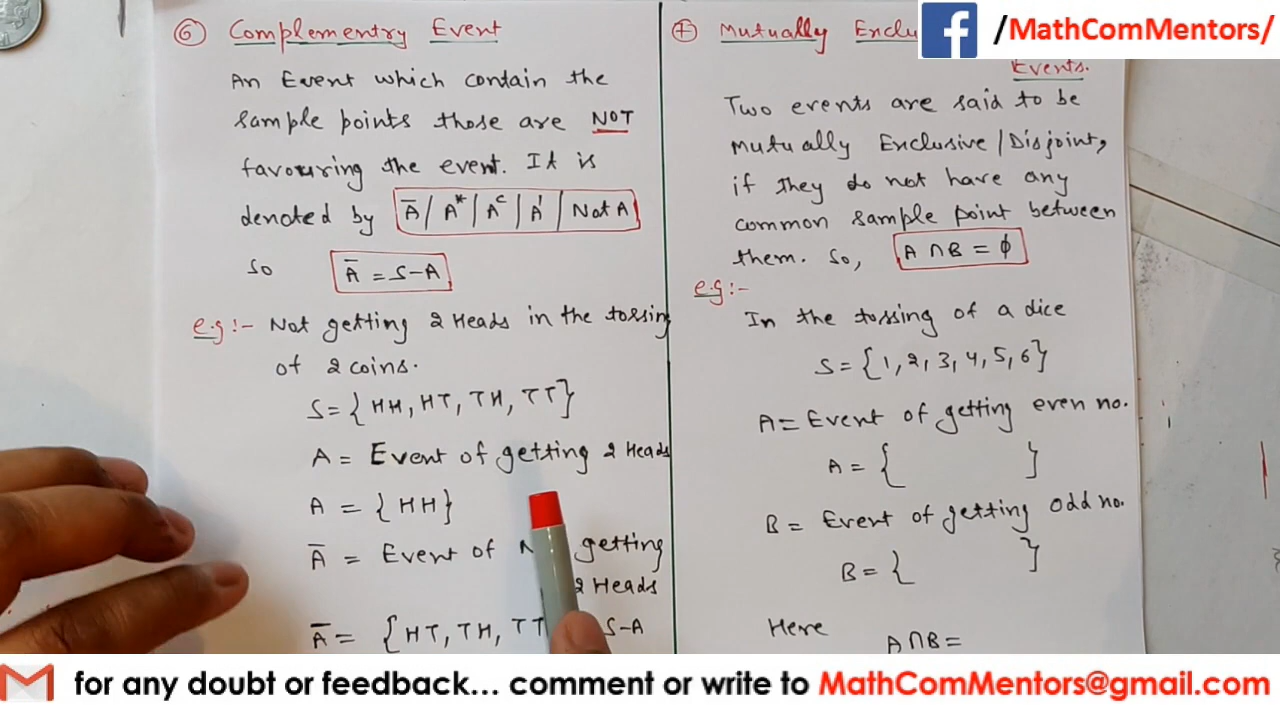 ⑥ Complementry Event
An Event which contain the
sample points those are NOT
favouring the event. It is
denoted by Ā / A* / Aᶜ / A' / Not A
so Ā = S-A
e.g:- Not getting 2 Heads in the tossing
of 2 coins.
S = {HH, HT, TH, TT}
A = Event of getting 2 Heads
A = {HH}
Ā = Event of getting
2 Heads
Ā = {HT, TH, TT S-A
⑦ Mutually
Events.
Two events are said to be
Mutually Exclusive/Disjoint,
if they do not have any
common sample point between
them. So, A ∩ B = ϕ
e.g:-
In the tossing of a dice
S = {1, 2, 3, 4, 5, 6}
A = Event of getting even no.
A = { }
B = Event of getting odd no.
B = { }
Here A∩B =
f /MathComMentors/
for any doubt or feedback... comment or write to MathComMentors@gmail.com